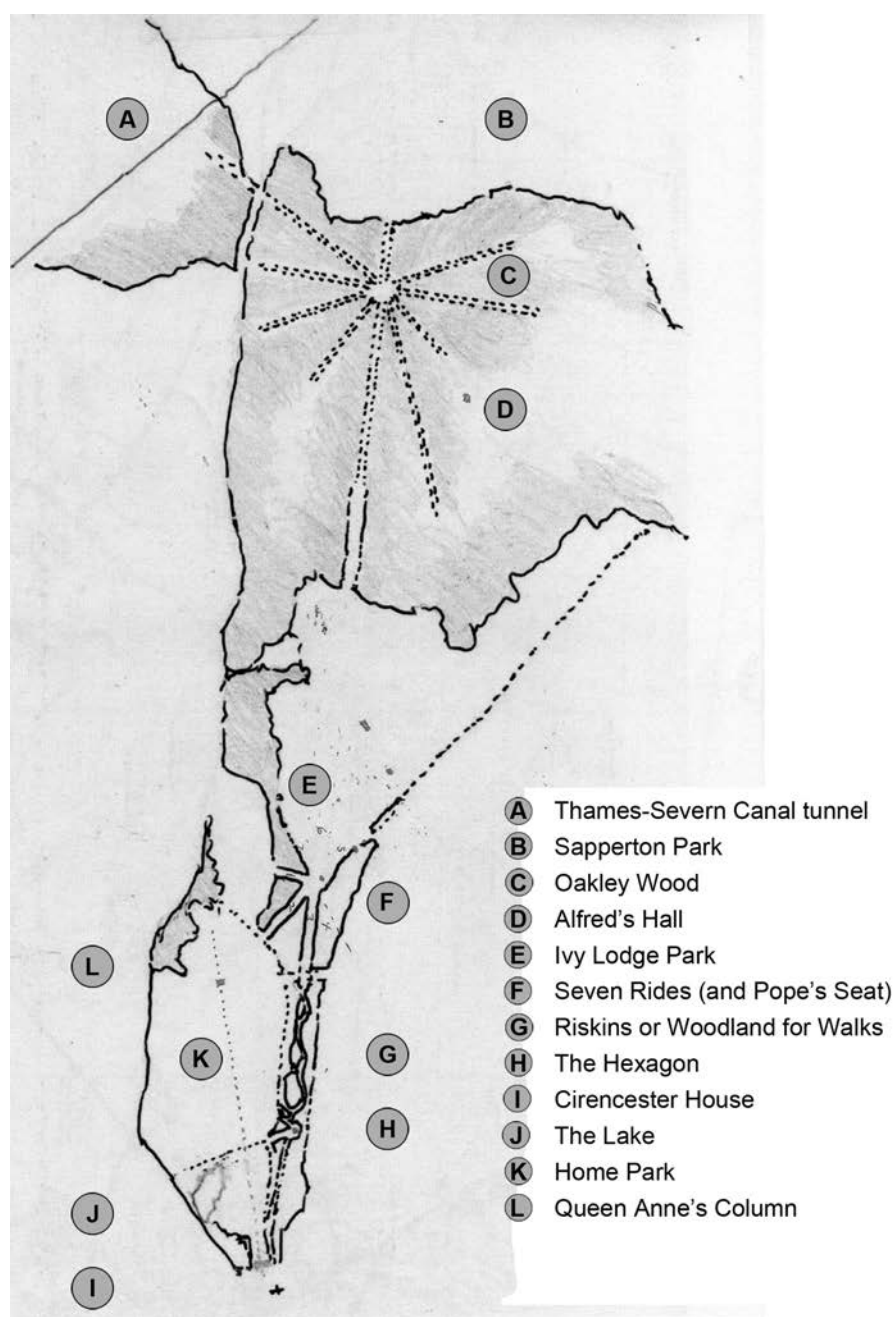 A
B
C
D
E
F
L
K
G
H
J
I
A Thames-Severn Canal tunnel
B Sapperton Park
C Oakley Wood
D Alfred's Hall
E Ivy Lodge Park
F Seven Rides (and Pope's Seat)
G Riskins or Woodland for Walks
H The Hexagon
I Cirencester House
J The Lake
K Home Park
L Queen Anne's Column